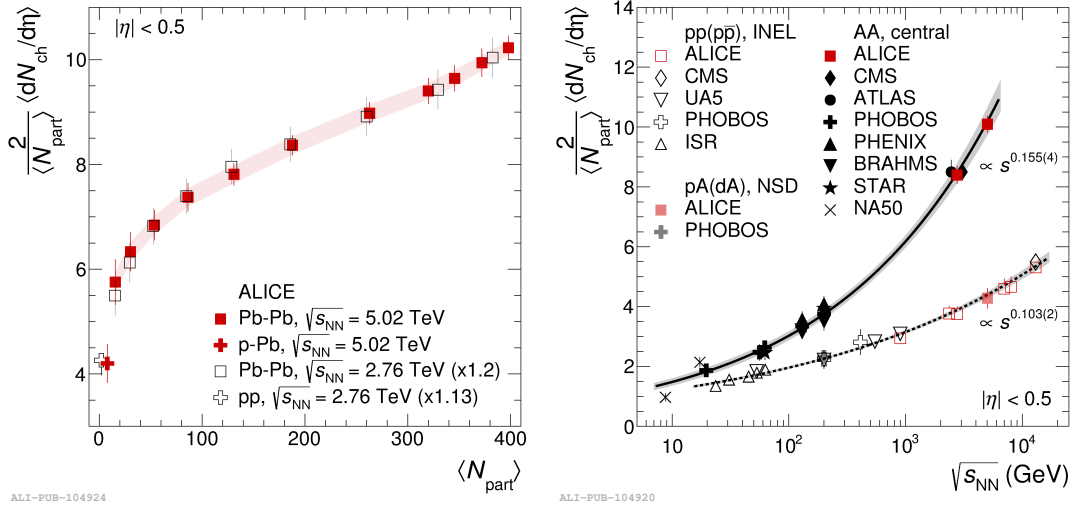 |η| < 0.5
2/⟨N_part⟩ ⟨dN_ch/dη⟩
10
8
6
4
ALICE
Pb-Pb, √s_NN = 5.02 TeV
p-Pb, √s_NN = 5.02 TeV
Pb-Pb, √s_NN = 2.76 TeV (x1.2)
pp, √s_NN = 2.76 TeV (x1.13)
0 100 200 300 400
⟨N_part⟩
ALI-PUB-104924
2/⟨N_part⟩ ⟨dN_ch/dη⟩
14
12
10
8
6
4
2
0
pp(pp̅), INEL
ALICE
CMS
UA5
PHOBOS
ISR
pA(dA), NSD
ALICE
PHOBOS
AA, central
ALICE
CMS
ATLAS
PHOBOS
PHENIX
BRAHMS
STAR
NA50
∝ s^0.155(4)
∝ s^0.103(2)
|η| < 0.5
10 10² 10³ 10⁴
√s_NN (GeV)
ALI-PUB-104920